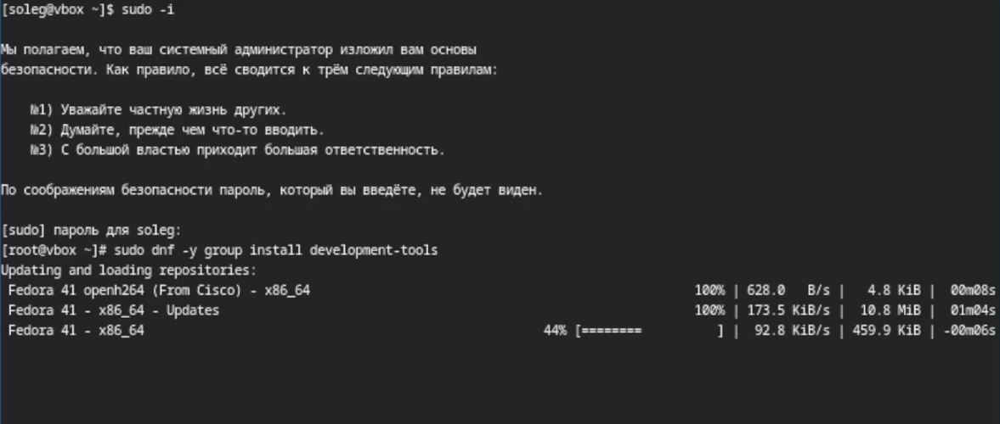 [soleg@vbox ~]$ sudo -i
Мы полагаем, что ваш системный администратор изложил вам основы
безопасности. Как правило, всё сводится к трём следующим правилам:
№1) Уважайте частную жизнь других.
№2) Думайте, прежде чем что-то вводить.
№3) С большой властью приходит большая ответственность.
По соображениям безопасности пароль, который вы введёте, не будет виден.
[sudo] пароль для soleg:
[root@vbox ~]# sudo dnf -y group install development-tools
Updating and loading repositories:
Fedora 41 openh264 (From Cisco) - x86_64 100% | 628.0 B/s | 4.8 KiB | 00m08s
Fedora 41 - x86_64 - Updates 100% | 173.5 KiB/s | 10.8 MiB | 01m04s
Fedora 41 - x86_64 44% [======== ] | 92.8 KiB/s | 459.9 KiB | -00m06s